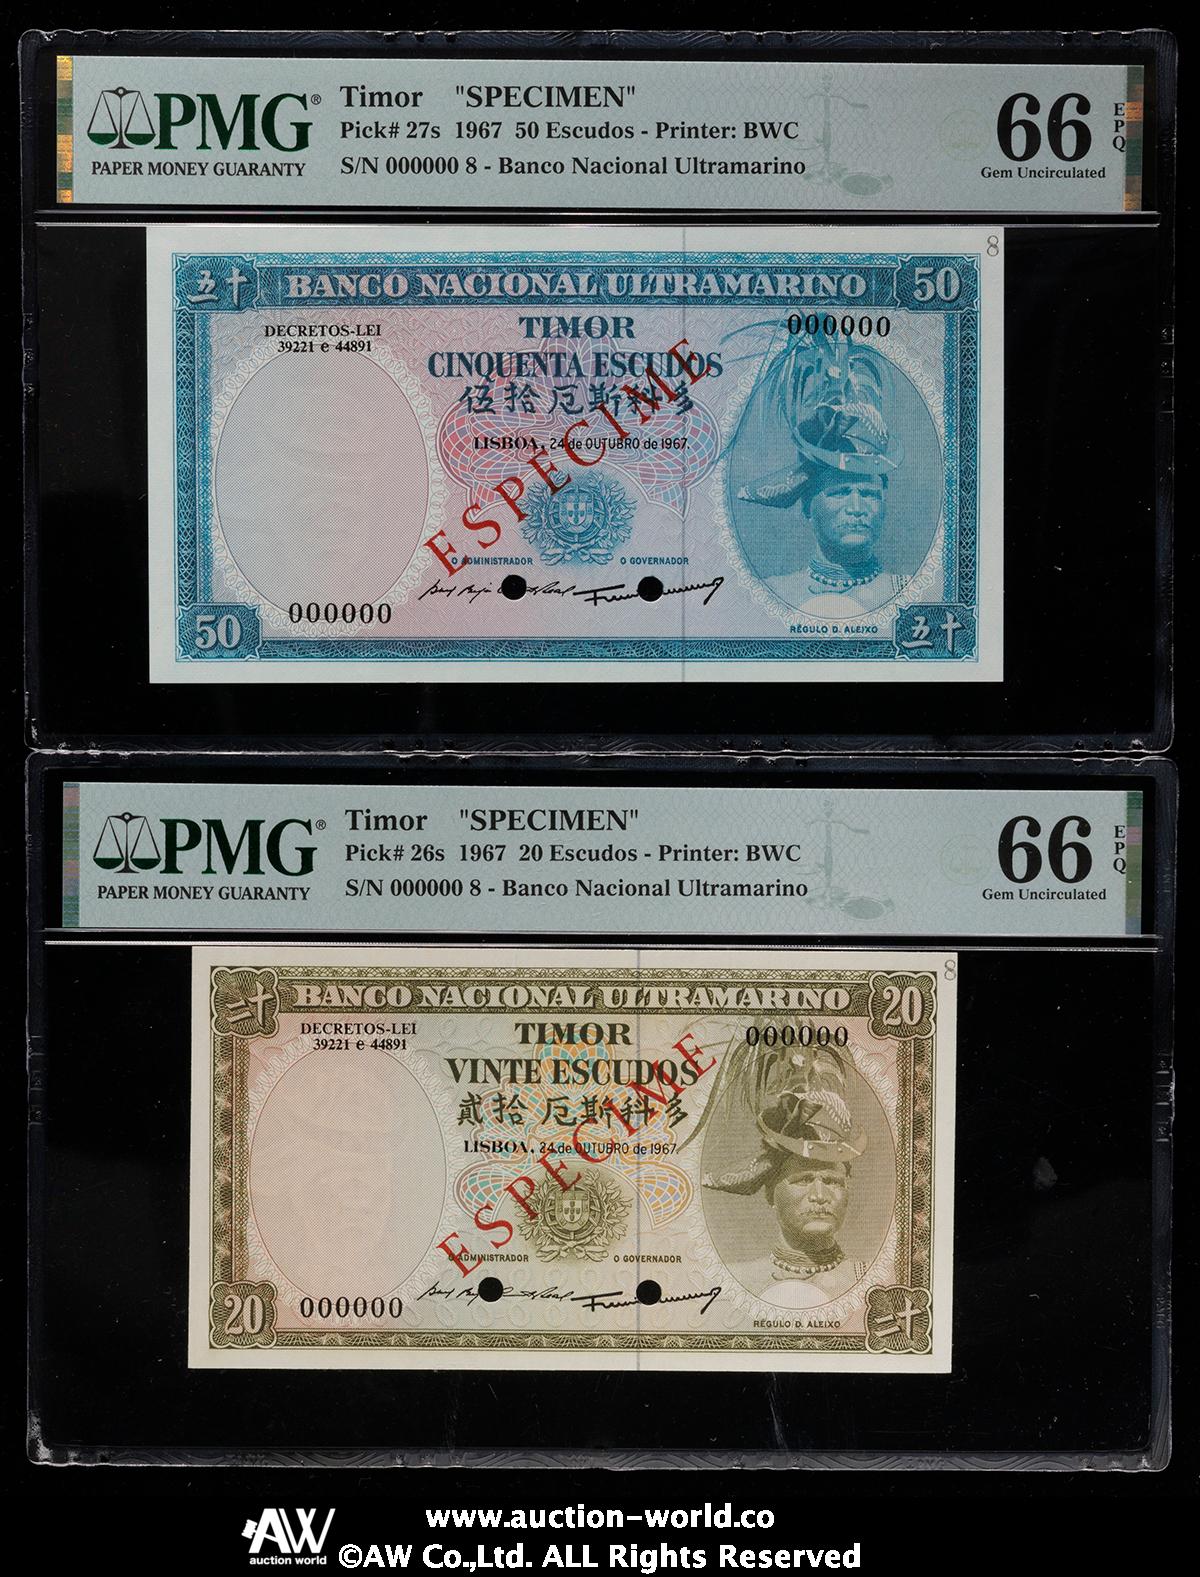 PMG®
PAPER MONEY GUARANTY
Timor "SPECIMEN"
Pick# 27s 1967 50 Escudos - Printer: BWC
S/N 000000 8 - Banco Nacional Ultramarino
66
EPQ
Gem Uncirculated
8
五十 BANCO NACIONAL ULTRAMARINO 50
DECRETOS-LEI
39221 e 44891
TIMOR
000000
CINQUENTA ESCUDOS
伍拾厄斯科多
LISBOA, 24 de OUTUBRO de 1967.
ESPECIME
O ADMINISTRADOR O GOVERNADOR
000000
RÉGULO D. ALEIXO
50 五十
PMG®
PAPER MONEY GUARANTY
Timor "SPECIMEN"
Pick# 26s 1967 20 Escudos - Printer: BWC
S/N 000000 8 - Banco Nacional Ultramarino
66
EPQ
Gem Uncirculated
8
二十 BANCO NACIONAL ULTRAMARINO 20
DECRETOS-LEI
39221 e 44891
TIMOR
000000
VINTE ESCUDOS
貳拾厄斯科多
LISBOA, 24 de OUTUBRO de 1967.
ESPECIME
O ADMINISTRADOR O GOVERNADOR
000000
RÉGULO D. ALEIXO
20 二十
AW
auction world
www.auction-world.co
©AW Co.,Ltd. ALL Rights Reserved